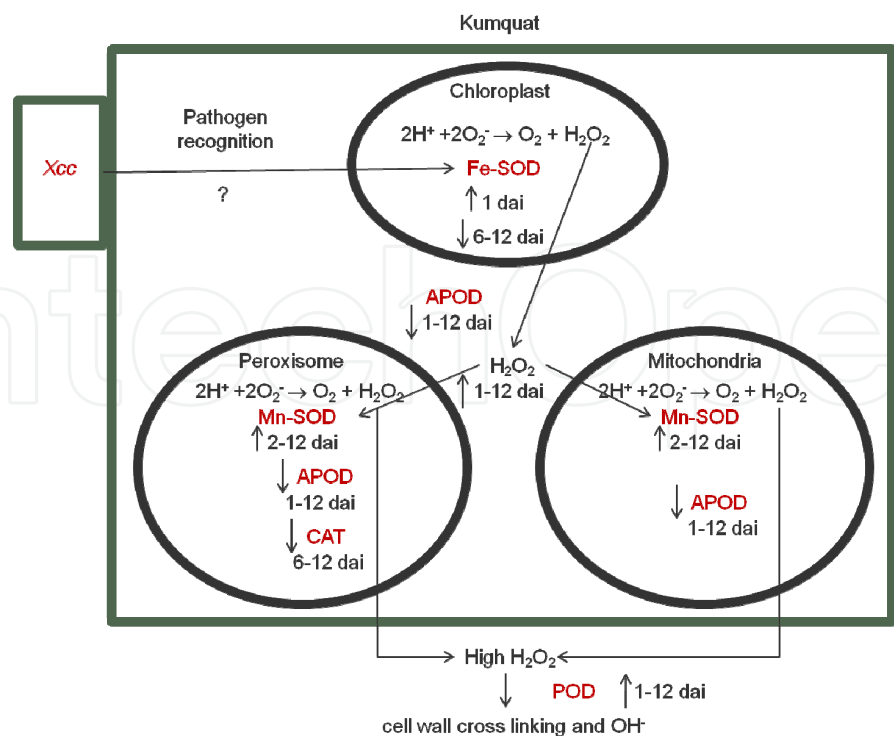 Kumquat
Chloroplast
Pathogen
recognition
2H⁺ +2O₂⁻ → O₂ + H₂O₂
Xcc
Fe-SOD
?
↑ 1 dai
↓ 6-12 dai
APOD
↓ 1-12 dai
Peroxisome
H₂O₂
↑ 1-12 dai
Mitochondria
2H⁺ +2O₂⁻ → O₂ + H₂O₂
Mn-SOD
↑ 2-12 dai
↓ APOD
1-12 dai
↓ CAT
6-12 dai
2H⁺ +2O₂⁻ → O₂ + H₂O₂
Mn-SOD
↑ 2-12 dai
↓ APOD
1-12 dai
High H₂O₂
↓ POD ↑ 1-12 dai
cell wall cross linking and OH⁻
ntechOpe